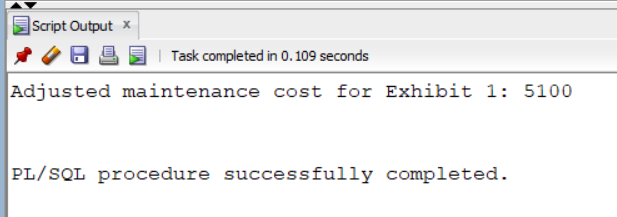 Script Output x
Task completed in 0.109 seconds
Adjusted maintenance cost for Exhibit 1: 5100
PL/SQL procedure successfully completed.